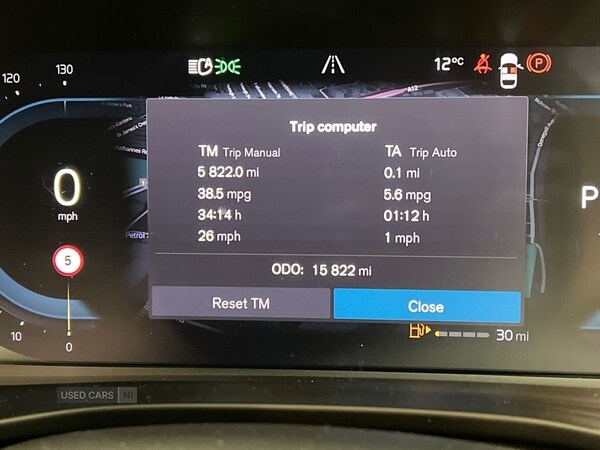 120
130
12°C
P
A12
Trip computer
TM Trip Manual
TA Trip Auto
5 822.0 mi
0.1 mi
38.5 mpg
5.6 mpg
34:14 h
01:12 h
26 mph
1 mph
ODO: 15 822 mi
Reset TM
Close
0
mph
P
5
Petrol
10
0
30 mi
USED CARS NI